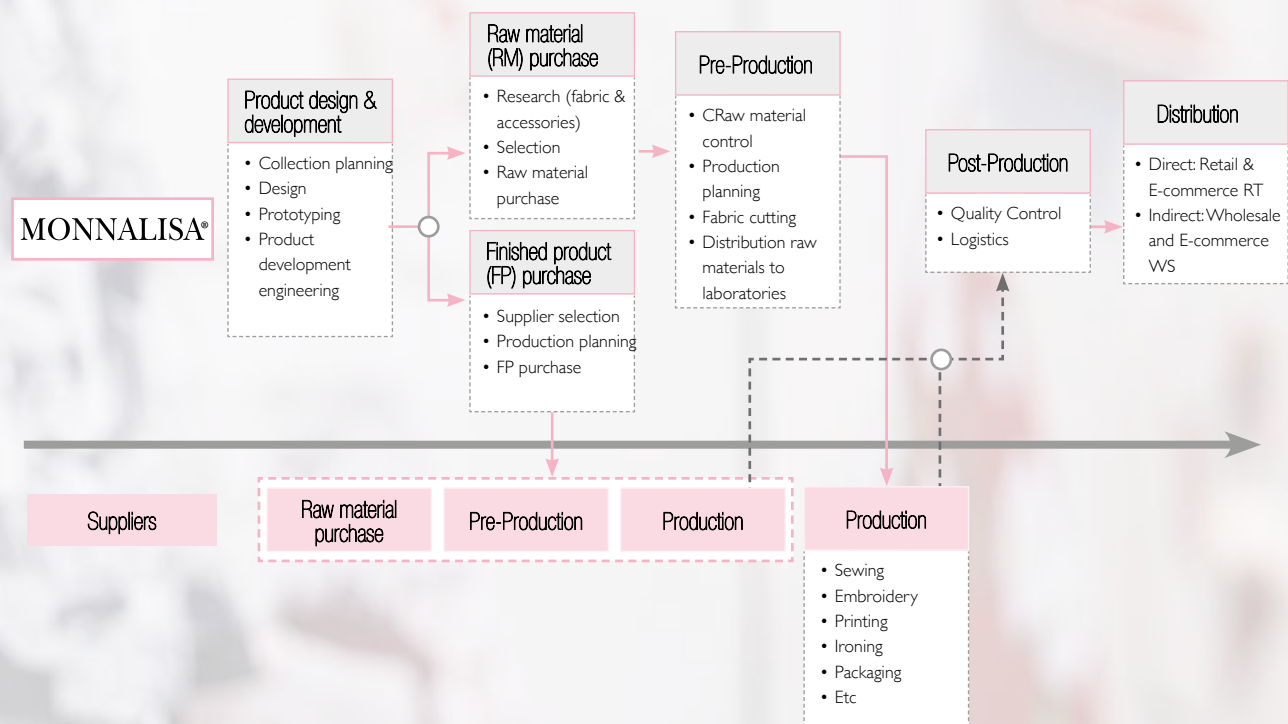 MONNALISA®
Product design &
development
• Collection planning
• Design
• Prototyping
• Product
development
engineering
Raw material
(RM) purchase
• Research (fabric &
accessories)
• Selection
• Raw material
purchase
Finished product
(FP) purchase
• Supplier selection
• Production planning
• FP purchase
Pre-Production
• CRaw material
control
• Production
planning
• Fabric cutting
• Distribution raw
materials to
laboratories
Post-Production
• Quality Control
• Logistics
Distribution
• Direct: Retail &
E-commerce RT
• Indirect: Wholesale
and E-commerce
WS
Suppliers
Raw material
purchase
Pre-Production
Production
Production
• Sewing
• Embroidery
• Printing
• Ironing
• Packaging
• Etc